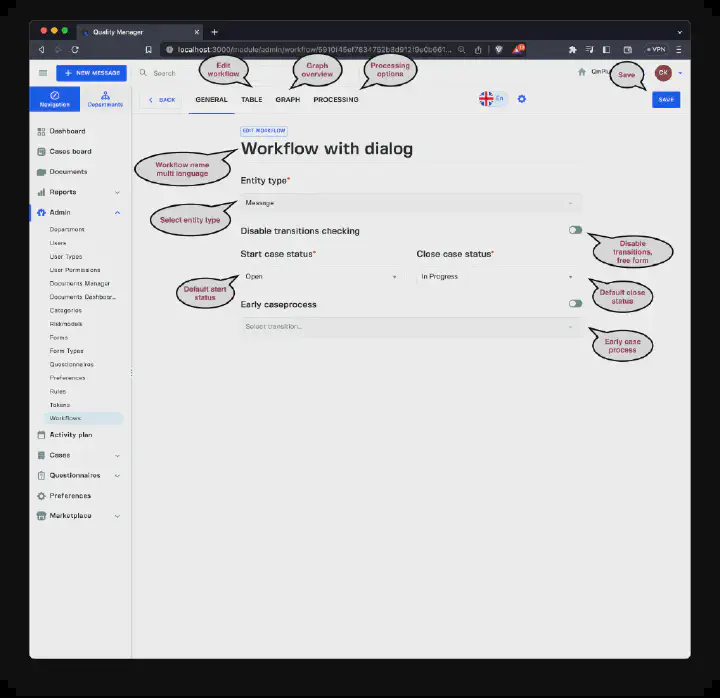 Quality Manager
localhost:3000/module/admin/workflow/
VPN
NEW MESSAGE
Search
Edit workflow
Graph overview
Processing options
Save
CK
Navigation
Departments
BACK
GENERAL
TABLE
GRAPH
PROCESSING
En
SAVE
Dashboard
Cases board
Documents
Reports
Admin
Department
Users
User Types
User Permissions
Documents Manager
Documents Dashboar...
Categories
Riskmodels
Forms
Form Types
Questionnaires
Preferences
Rules
Tokens
Workflows
Activity plan
Cases
Questionnaires
Preferences
Marketplace
EDIT WORKFLOW
Workflow with dialog
Workflow name
multi language
Entity type*
Message
Select entity type
Disable transitions checking
Disable
transitions,
free form
Start case status*
Close case status*
Open
In Progress
Default start
status
Default close
status
Early caseprocess
Select transition...
Early case
process